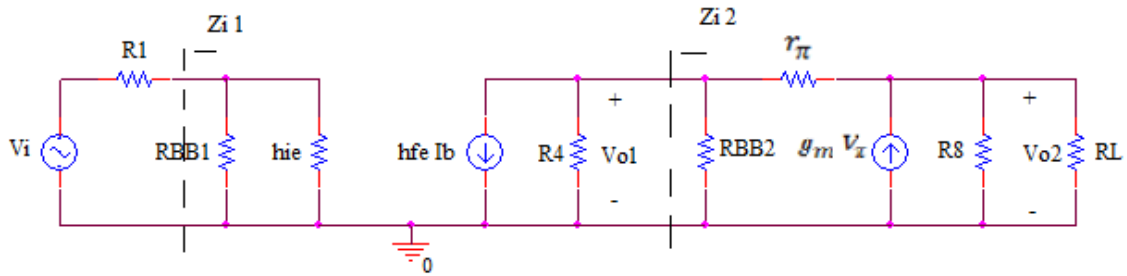 Zi 1
Zi 2
R1
rπ
+
+
Vi
RBB1
hie
hfe Ib
R4
Vo1
RBB2
gm Vπ
R8
Vo2
RL
-
-
0